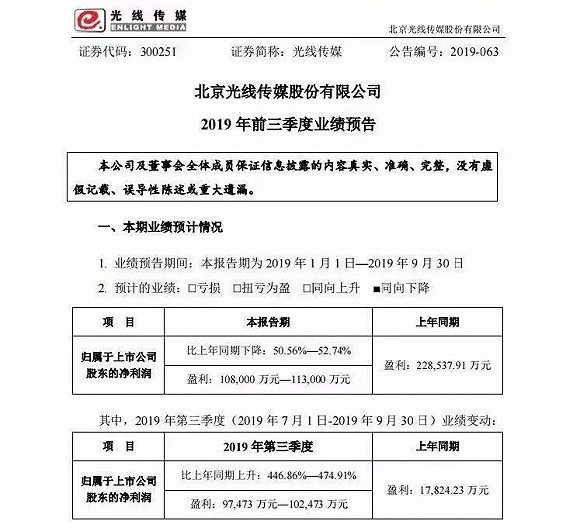 光线传媒
ENLIGHT MEDIA
北京光线传媒股份有限公司
证券代码：300251 证券简称：光线传媒 公告编号：2019-063
北京光线传媒股份有限公司
2019 年前三季度业绩预告
本公司及董事会全体成员保证信息披露的内容真实、准确、完整，没有虚
假记载、误导性陈述或重大遗漏。
一、本期业绩预计情况
1. 业绩预告期间：本报告期为 2019 年 1 月 1 日—2019 年 9 月 30 日
2. 预计的业绩：□亏损 □扭亏为盈 □同向上升 ■同向下降
项 目 本报告期 上年同期
归属于上市公司
股东的净利润
比上年同期下降：50.56%—52.74%
盈利：108,000 万元—113,000 万元
盈利：228,537.91 万元
其中，2019 年第三季度（2019 年 7 月 1 日-2019 年 9 月 30 日）业绩变动：
项 目 2019 年第三季度 上年同期
归属于上市公司
股东的净利润
比上年同期上升：446.86%—474.91%
盈利：97,473 万元—102,473 万元
盈利：17,824.23 万元